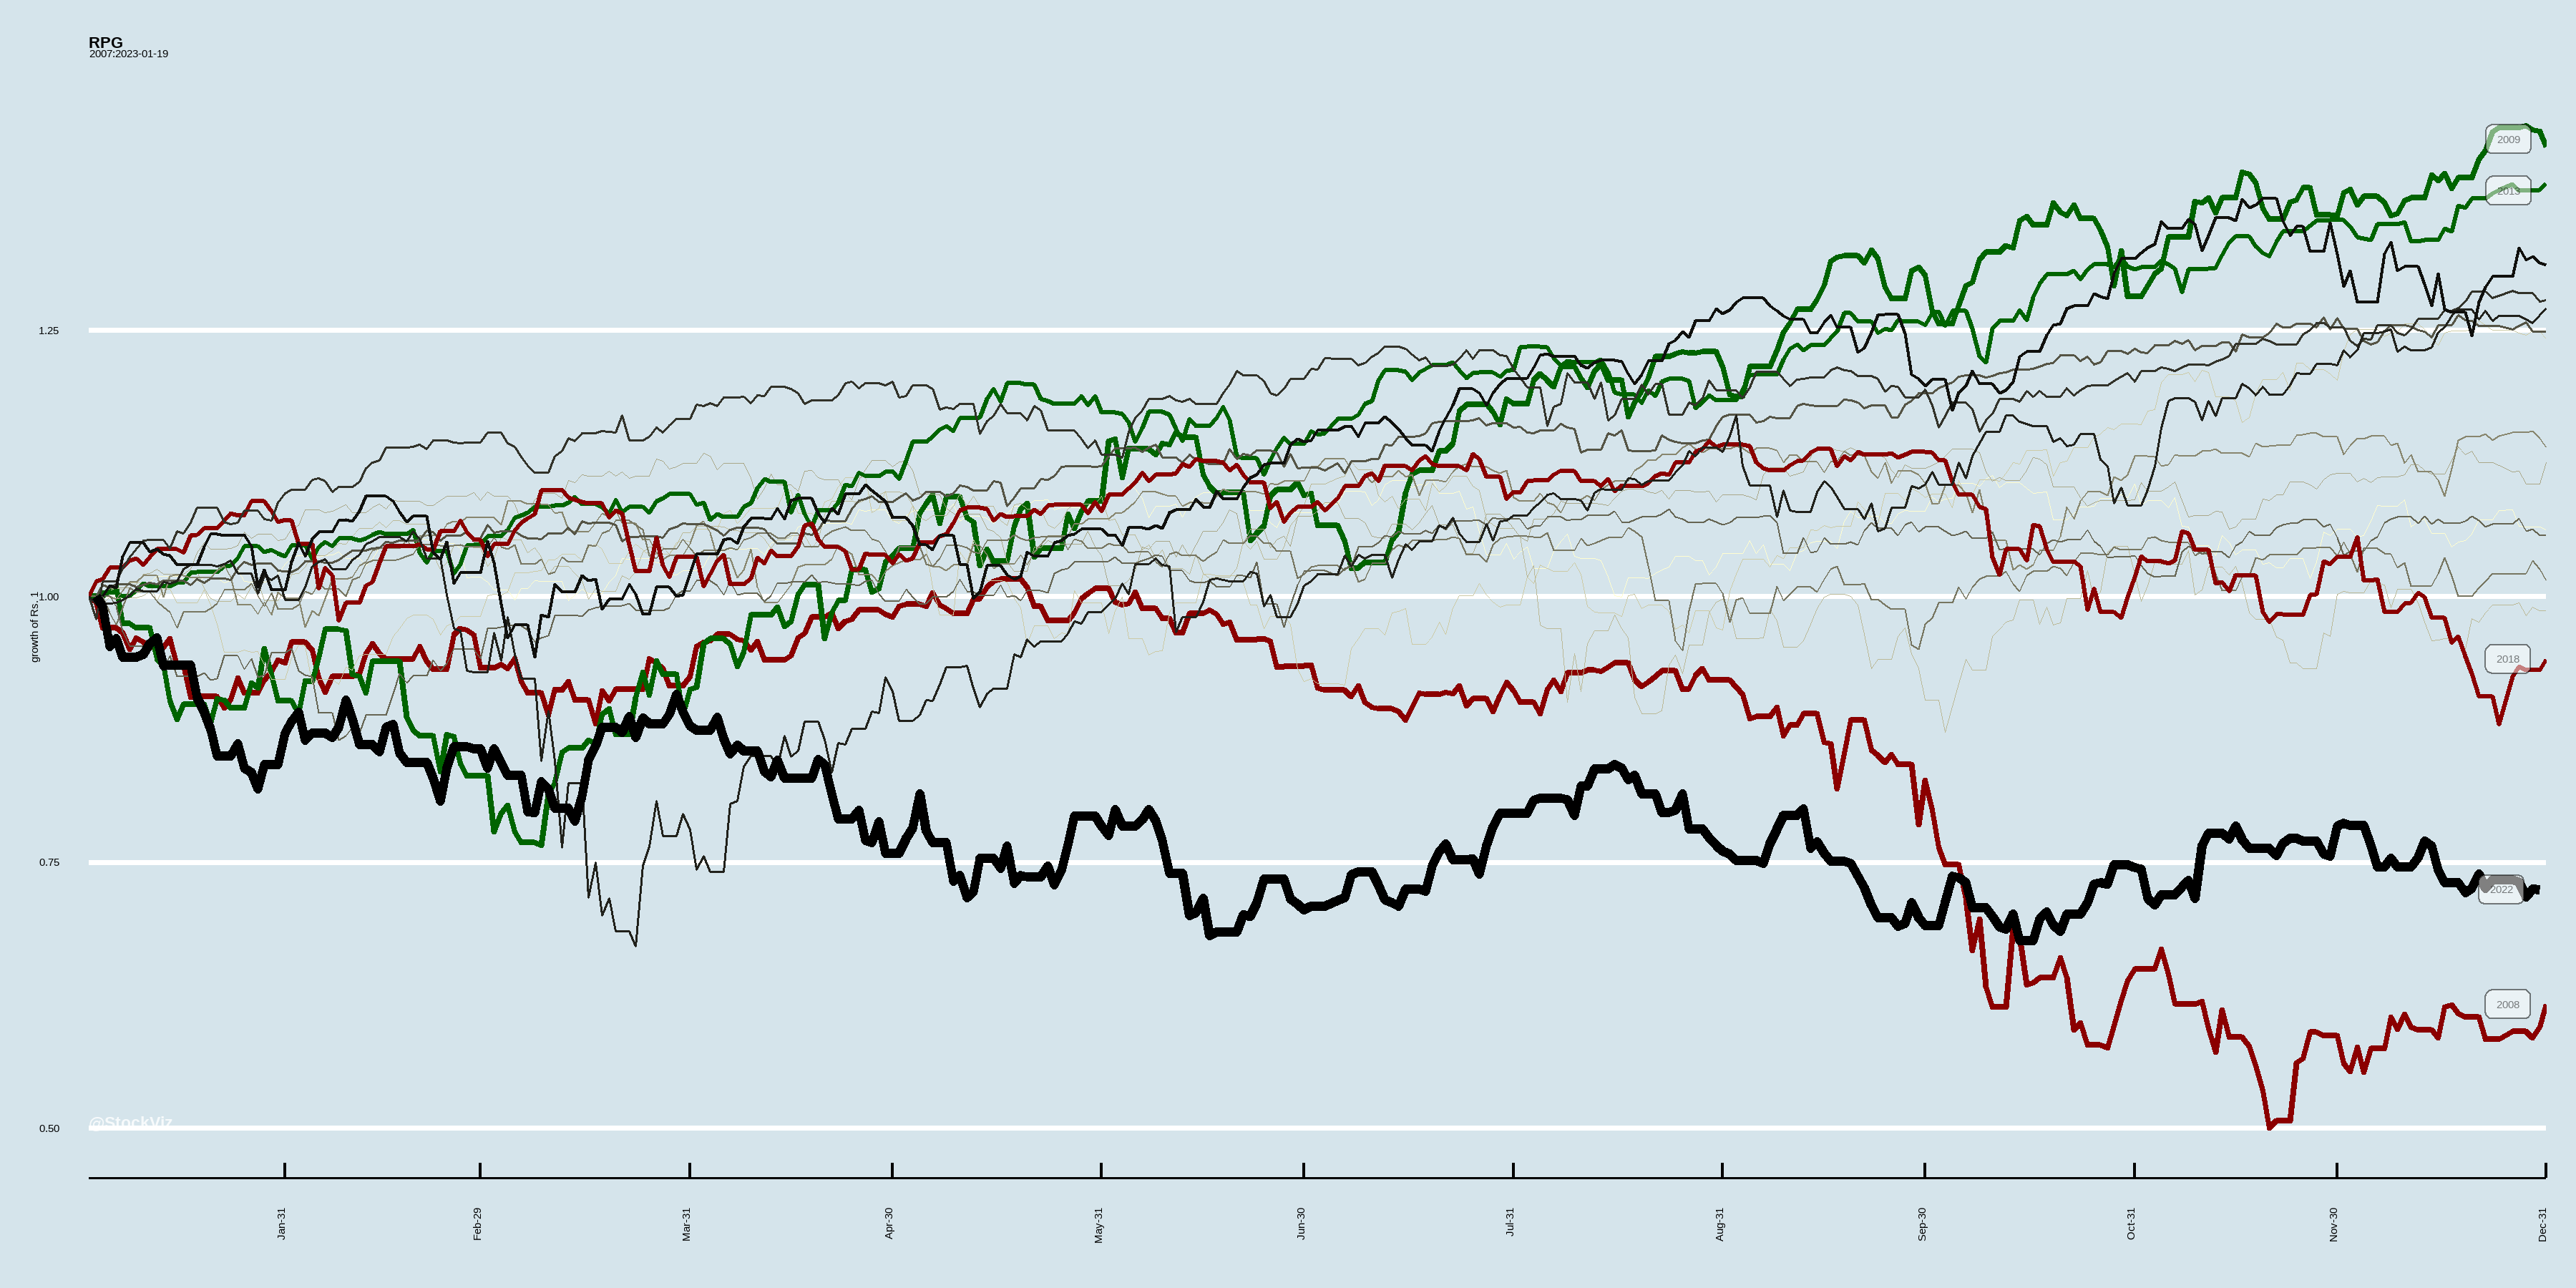 RPG
2007:2023-01-19
2009
2013
1.25
1.00
growth of Rs. 1
2018
0.75
2022
2008
@StockViz
0.50
Jan-31
Feb-29
Mar-31
Apr-30
May-31
Jun-30
Jul-31
Aug-31
Sep-30
Oct-31
Nov-30
Dec-31